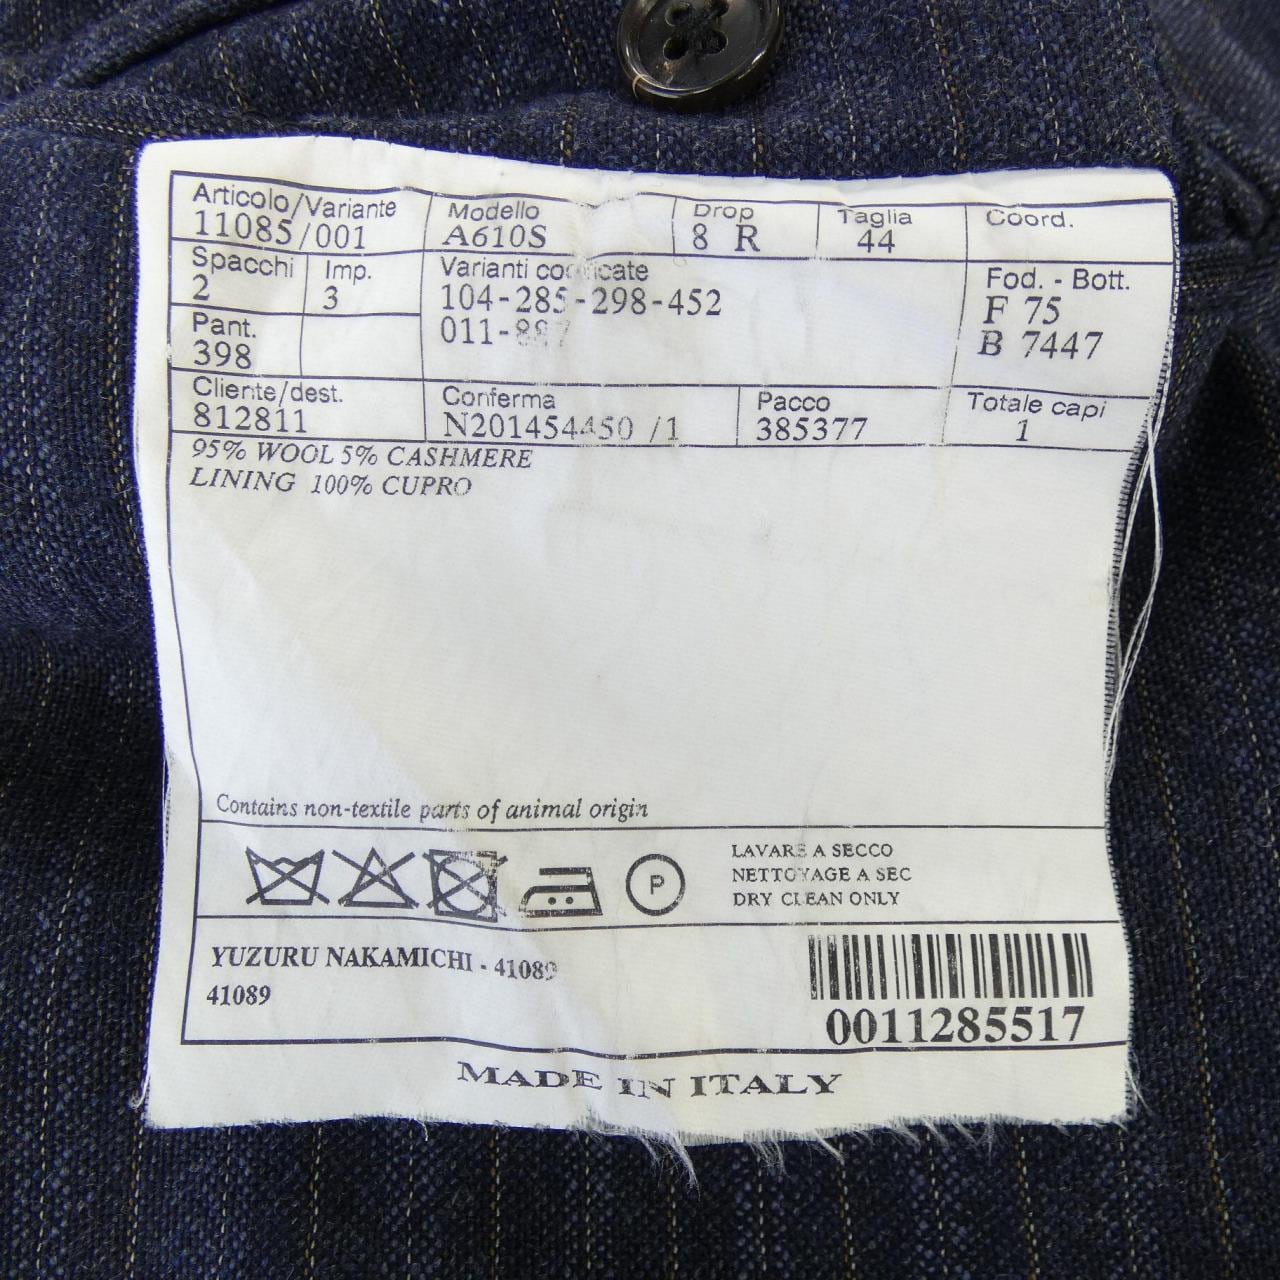 Articolo/Variante Modello Drop Taglia Coord.
11085/001 A610S 8 R 44
Spacchi Imp. Varianti Fod. - Bott.
2 3 104-285-298-452 F 75
Pant. 011- B 7447
398
Cliente/dest. Conferma Pacco Totale capi
812811 N201454450 /1 385377 1
95% WOOL 5% CASHMERE
LINING 100% CUPRO
Contains non-textile parts of animal origin
P
LAVARE A SECCO
NETTOYAGE A SEC
DRY CLEAN ONLY
YUZURU NAKAMICHI - 41089
41089
0011285517
MADE IN ITALY